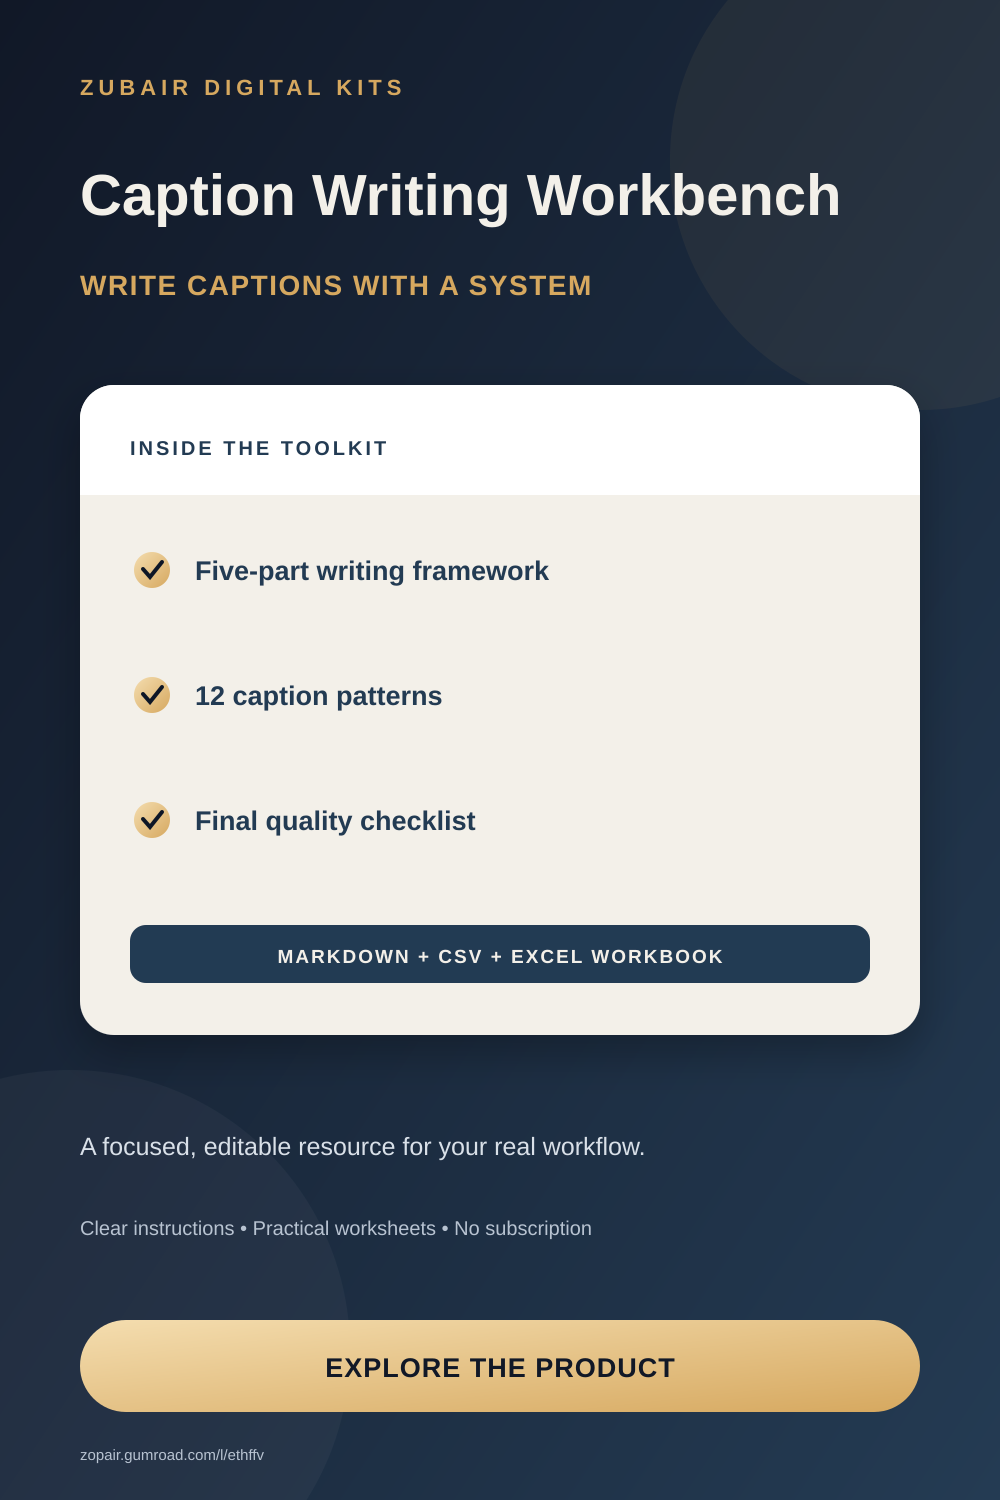 ZUBAIR DIGITAL KITS
Caption Writing Workbench
WRITE CAPTIONS WITH A SYSTEM
INSIDE THE TOOLKIT
Five-part writing framework
12 caption patterns
Final quality checklist
MARKDOWN + CSV + EXCEL WORKBOOK
A focused, editable resource for your real workflow.
Clear instructions • Practical worksheets • No subscription
EXPLORE THE PRODUCT
zopair.gumroad.com/l/ethffv